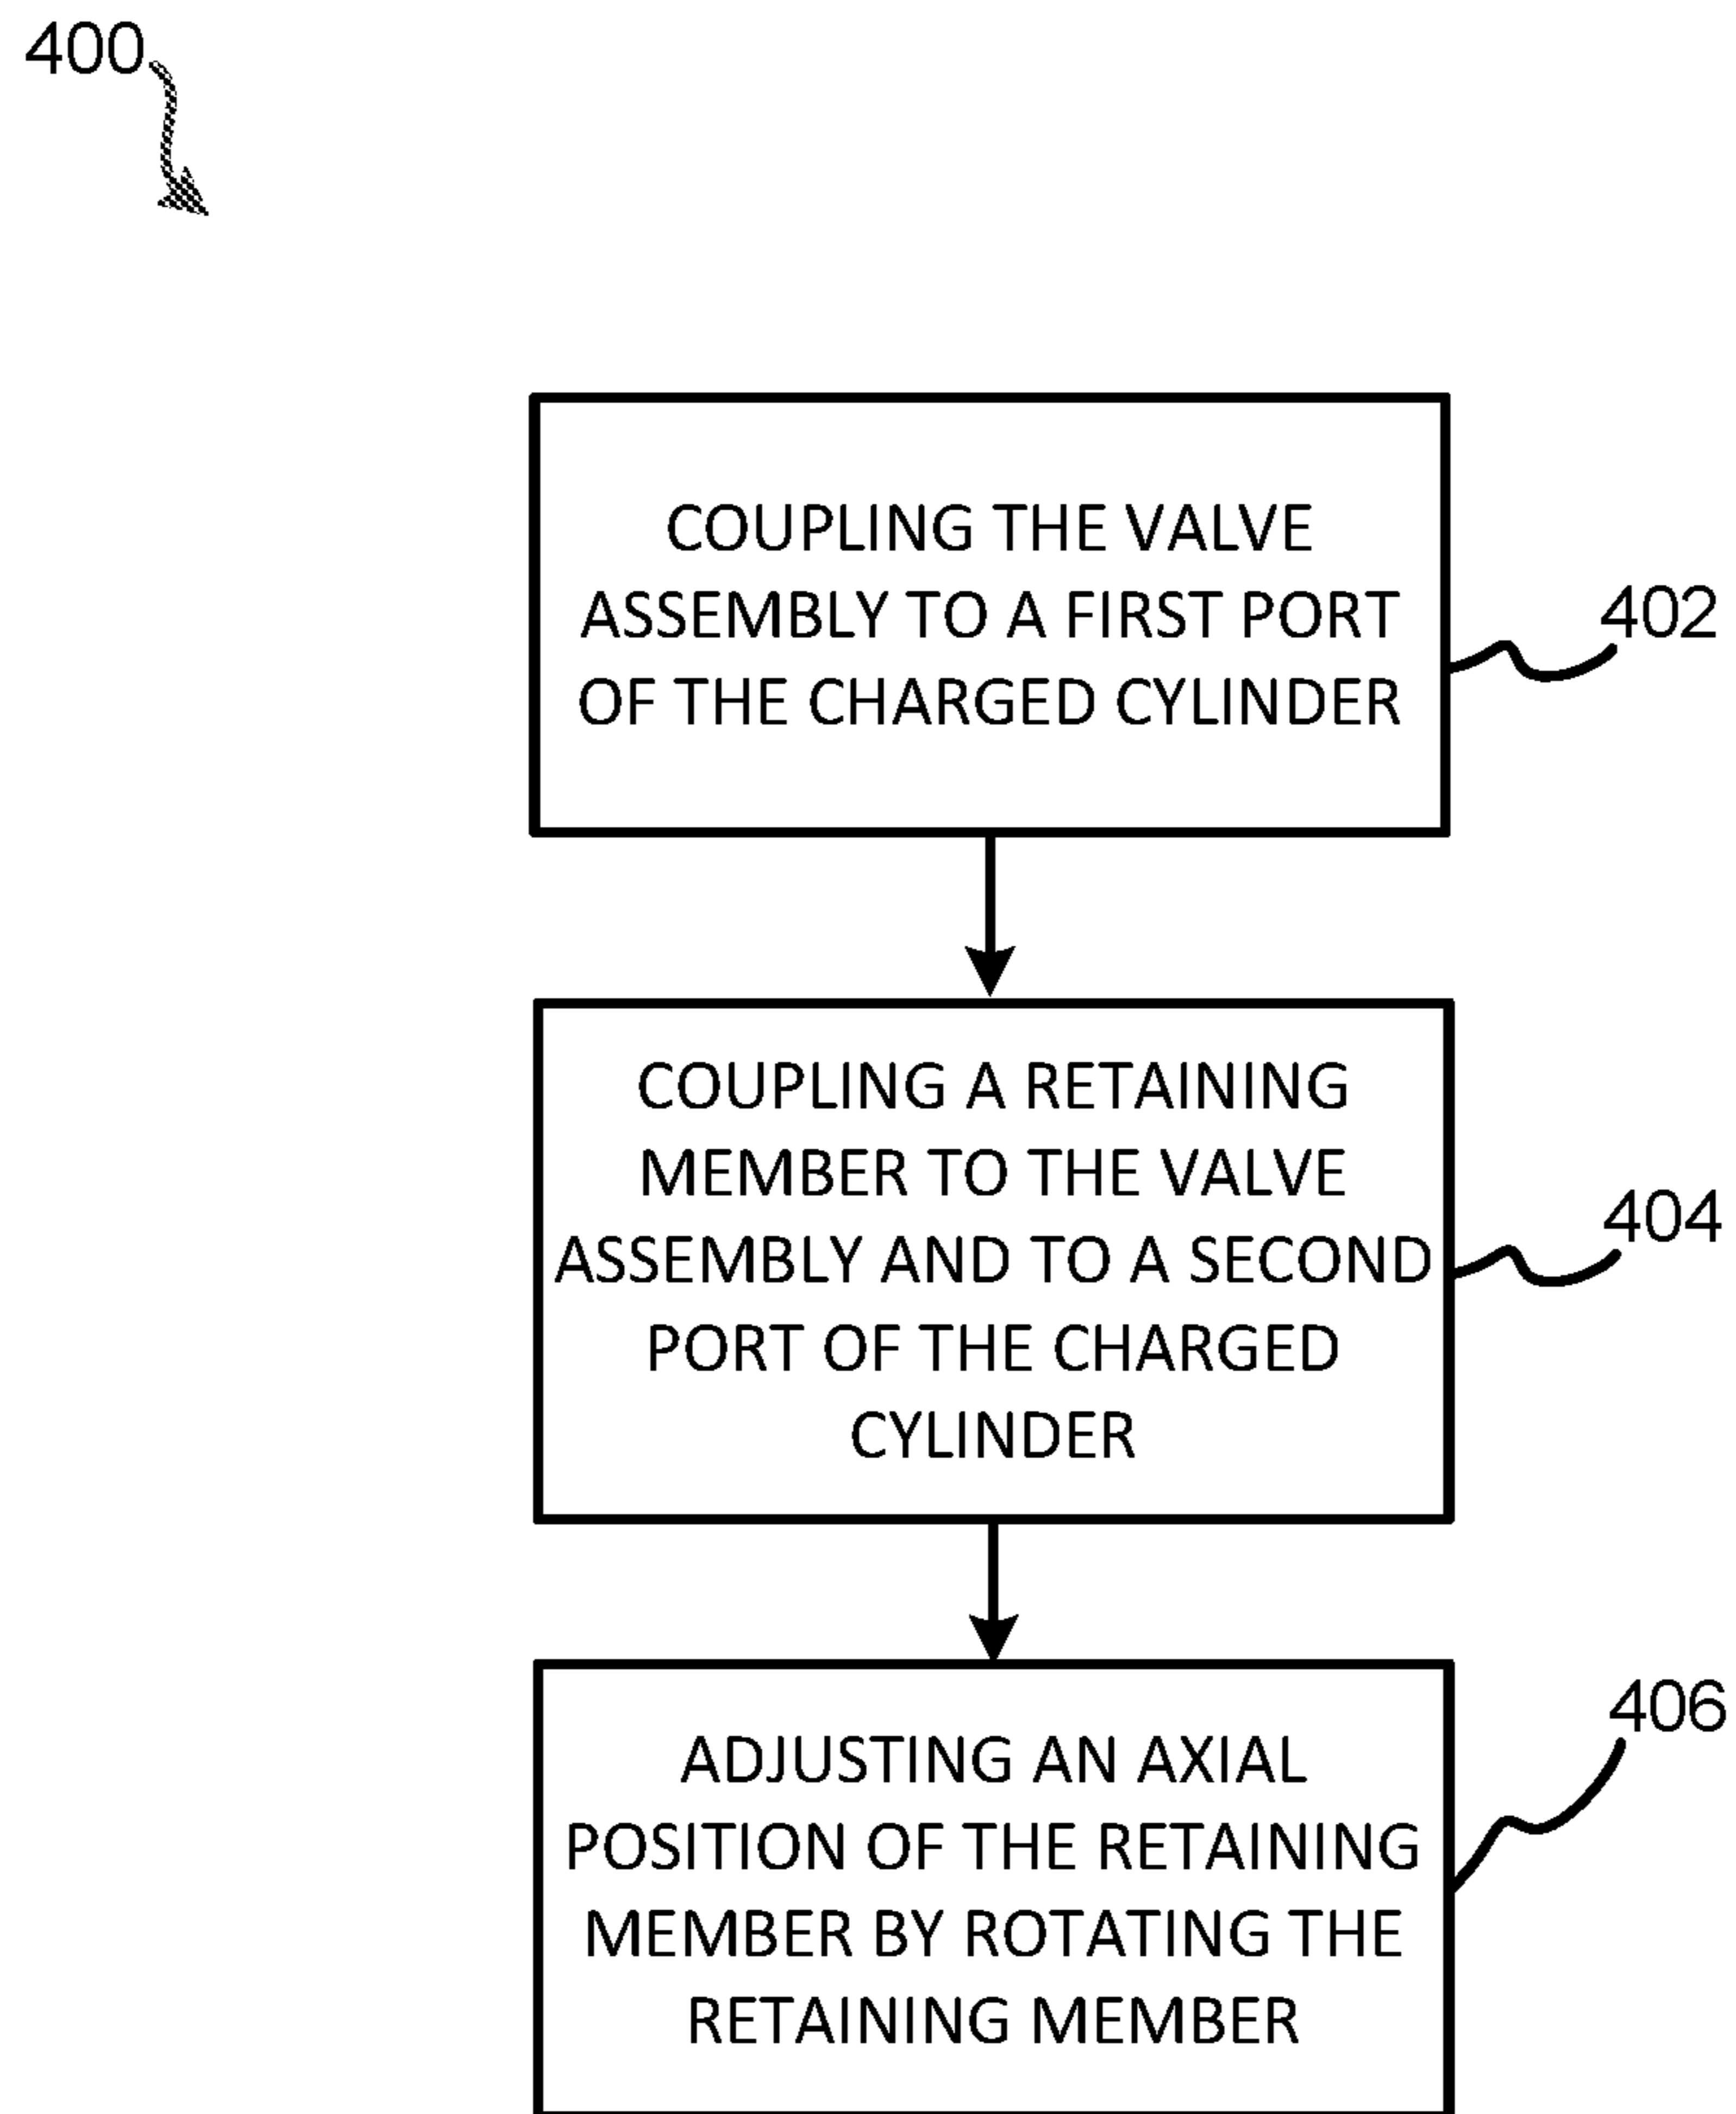 400
COUPLING THE VALVE
ASSEMBLY TO A FIRST PORT
OF THE CHARGED CYLINDER
402
COUPLING A RETAINING
MEMBER TO THE VALVE
ASSEMBLY AND TO A SECOND
PORT OF THE CHARGED
CYLINDER
404
ADJUSTING AN AXIAL
POSITION OF THE RETAINING
MEMBER BY ROTATING THE
RETAINING MEMBER
406